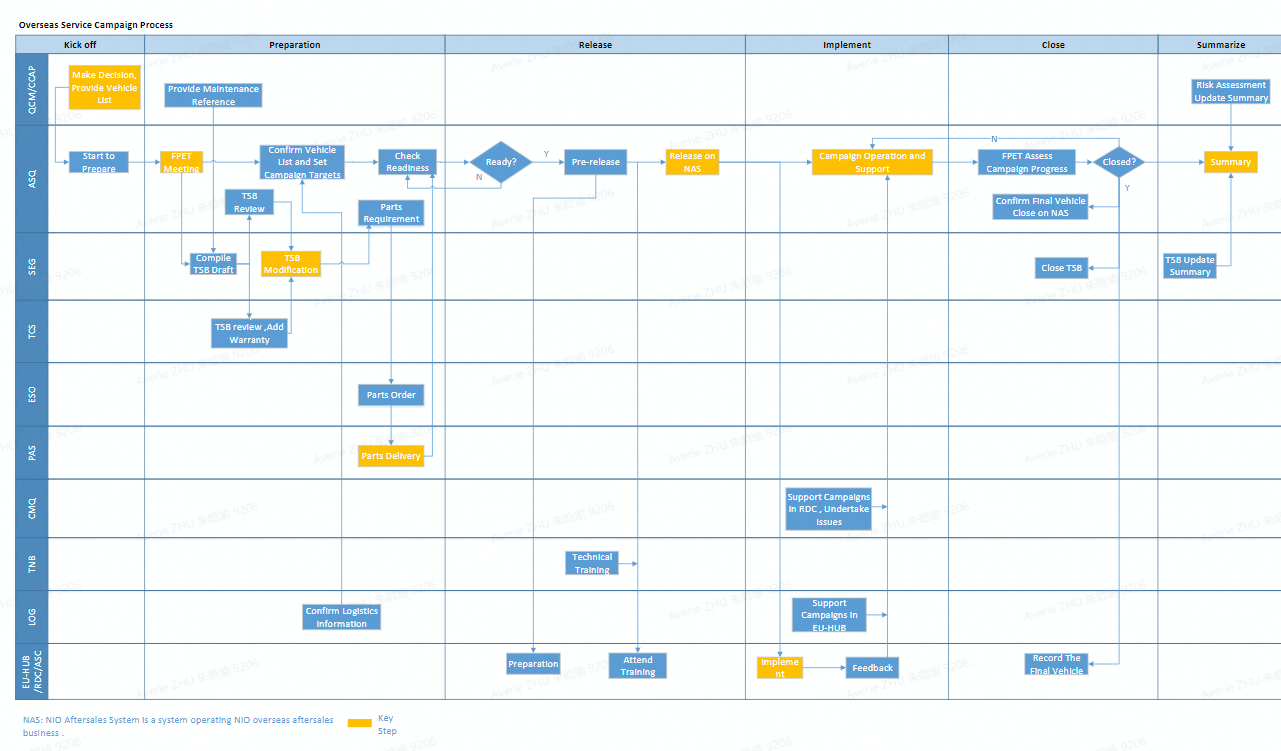 Overseas Service Campaign Process
Kick off
Preparation
Release
Implement
Close
Summarize
QCM/CCAP
Make Decision,
Provide Vehicle
List
Provide Maintenance
Reference
Risk Assessment
Update Summary
ASQ
Start to
Prepare
FPET
Meeting
Confirm Vehicle
List and Set
Campaign Targets
Check
Readiness
Ready?
Y
N
Pre-release
Release on
NAS
Campaign Operation and
Support
N
FPET Assess
Campaign Progress
Closed?
Y
Summary
TSB
Review
Parts
Requirement
Confirm Final Vehicle
Close on NAS
SEG
Compile
TSB Draft
TSB
Modification
Close TSB
TSB Update
Summary
TCS
TSB review ,Add
Warranty
ESO
Parts Order
PAS
Parts Delivery
CMQ
Support Campaigns
in RDC , Undertake
Issues
TNB
Technical
Training
LOG
Confirm Logistics
Information
Support
Campaigns in
EU-HUB
EU-HUB
/RDC/ASC
Preparation
Attend
Training
Impleme
nt
Feedback
Record The
Final Vehicle
NAS: NIO Aftersales System is a system operating NIO overseas aftersales
business .
Key
Step
Averie ZHU 朱皓瑜 9206